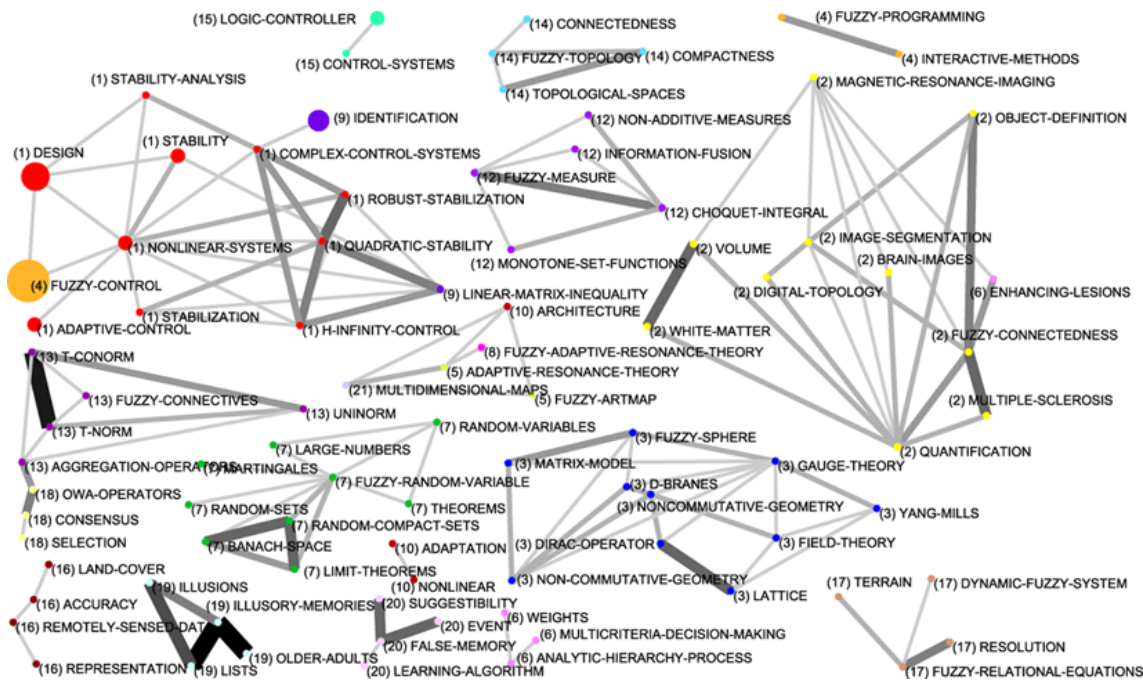 (15) LOGIC-CONTROLLER
(15) CONTROL-SYSTEMS
(14) CONNECTEDNESS
(14) FUZZY-TOPOLOGY
(14) COMPACTNESS
(14) TOPOLOGICAL-SPACES
(4) FUZZY-PROGRAMMING
(4) INTERACTIVE-METHODS
(1) STABILITY-ANALYSIS
(9) IDENTIFICATION
(1) STABILITY
(1) DESIGN
(1) COMPLEX-CONTROL-SYSTEMS
(1) ROBUST-STABILIZATION
(1) NONLINEAR-SYSTEMS
(1) QUADRATIC-STABILITY
(4) FUZZY-CONTROL
(9) LINEAR-MATRIX-INEQUALITY
(1) STABILIZATION
(1) ADAPTIVE-CONTROL
(1) H-INFINITY-CONTROL
(12) NON-ADDITIVE-MEASURES
(12) INFORMATION-FUSION
(12) FUZZY-MEASURE
(12) CHOQUET-INTEGRAL
(12) MONOTONE-SET-FUNCTIONS
(2) MAGNETIC-RESONANCE-IMAGING
(2) OBJECT-DEFINITION
(2) VOLUME
(2) IMAGE-SEGMENTATION
(2) BRAIN-IMAGES
(2) DIGITAL-TOPOLOGY
(6) ENHANCING-LESIONS
(2) WHITE-MATTER
(2) FUZZY-CONNECTEDNESS
(2) MULTIPLE-SCLEROSIS
(2) QUANTIFICATION
(10) ARCHITECTURE
(8) FUZZY-ADAPTIVE-RESONANCE-THEORY
(5) ADAPTIVE-RESONANCE-THEORY
(21) MULTIDIMENSIONAL-MAPS
(5) FUZZY-ARTMAP
(13) T-CONORM
(13) FUZZY-CONNECTIVES
(13) UNINORM
(13) T-NORM
(13) AGGREGATION-OPERATORS
(18) OWA-OPERATORS
(18) CONSENSUS
(18) SELECTION
(7) RANDOM-VARIABLES
(7) LARGE-NUMBERS
(7) MARTINGALES
(7) FUZZY-RANDOM-VARIABLE
(7) RANDOM-SETS
(7) THEOREMS
(7) RANDOM-COMPACT-SETS
(7) BANACH-SPACE
(7) LIMIT-THEOREMS
(10) ADAPTATION
(10) NONLINEAR
(3) FUZZY-SPHERE
(3) MATRIX-MODEL
(3) GAUGE-THEORY
(3) D-BRANES
(3) NONCOMMUTATIVE-GEOMETRY
(3) YANG-MILLS
(3) DIRAC-OPERATOR
(3) FIELD-THEORY
(3) NON-COMMUTATIVE-GEOMETRY
(3) LATTICE
(16) LAND-COVER
(16) ACCURACY
(16) REMOTELY-SENSED-DAT
(16) REPRESENTATION
(19) ILLUSIONS
(19) ILLUSORY-MEMORIES
(19) OLDER-ADULTS
(19) LISTS
(20) SUGGESTIBILITY
(20) EVENT
(20) FALSE-MEMORY
(20) LEARNING-ALGORITHM
(6) WEIGHTS
(6) MULTICRITERIA-DECISION-MAKING
(6) ANALYTIC-HIERARCHY-PROCESS
(17) TERRAIN
(17) DYNAMIC-FUZZY-SYSTEM
(17) RESOLUTION
(17) FUZZY-RELATIONAL-EQUATIONS